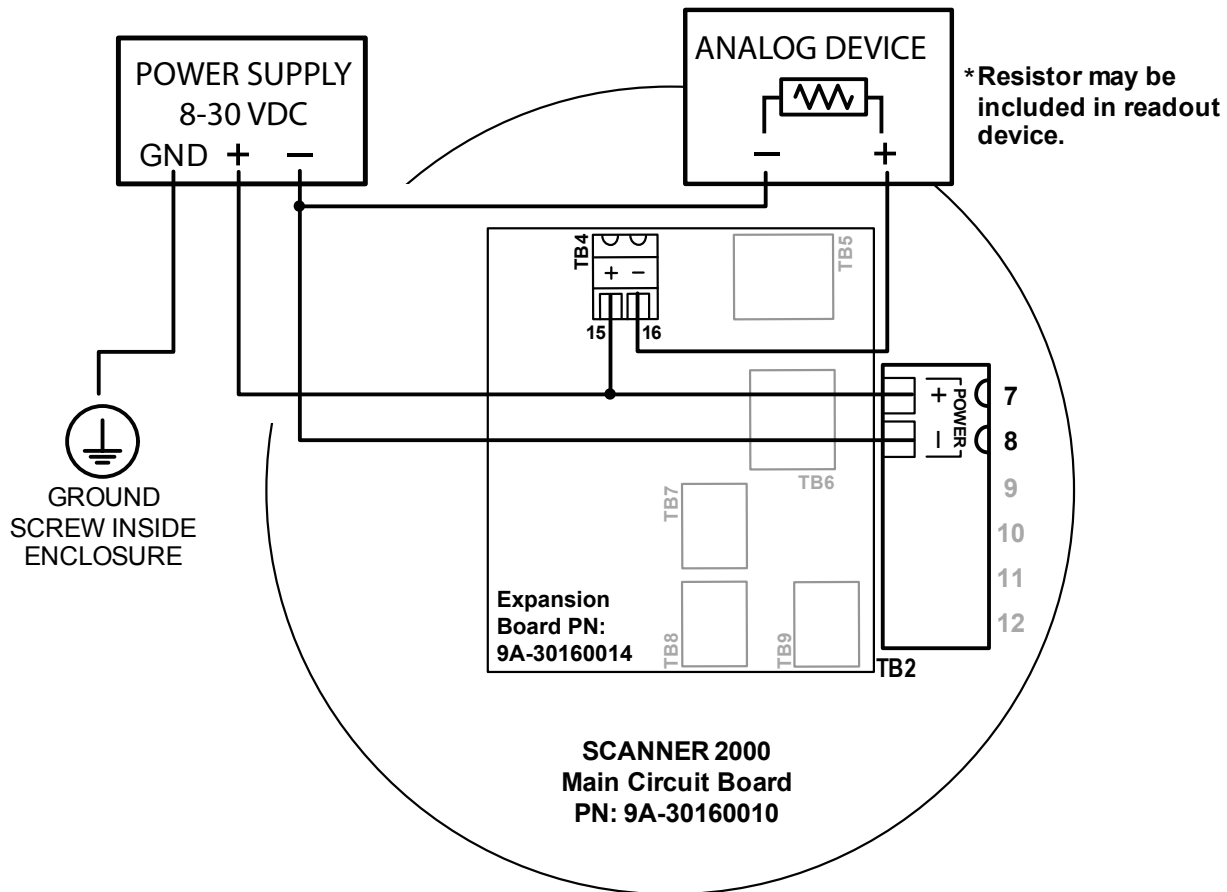 POWER SUPPLY
8-30 VDC
GND + –
ANALOG DEVICE
– +
*Resistor may be
included in readout
device.
TB4
+ –
15 16
TB5
GROUND
SCREW INSIDE
ENCLOSURE
+ POWER 7
– 8
9
10
11
12
TB2
TB6
TB7
TB8
TB9
Expansion
Board PN:
9A-30160014
SCANNER 2000
Main Circuit Board
PN: 9A-30160010